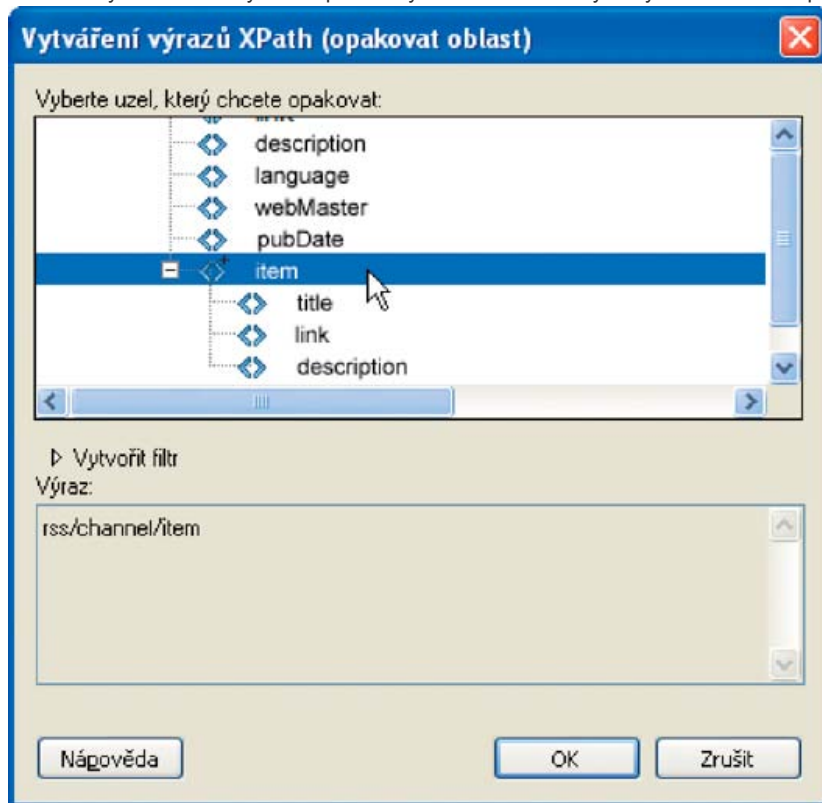 Vytváření výrazů XPath (opakovat oblast)
Vyberte uzel, který chcete opakovat:
description
language
webMaster
pubDate
item
title
link
description
Vytvořit filtr
Výraz:
rss/channel/item
Nápověda
OK
Zrušit